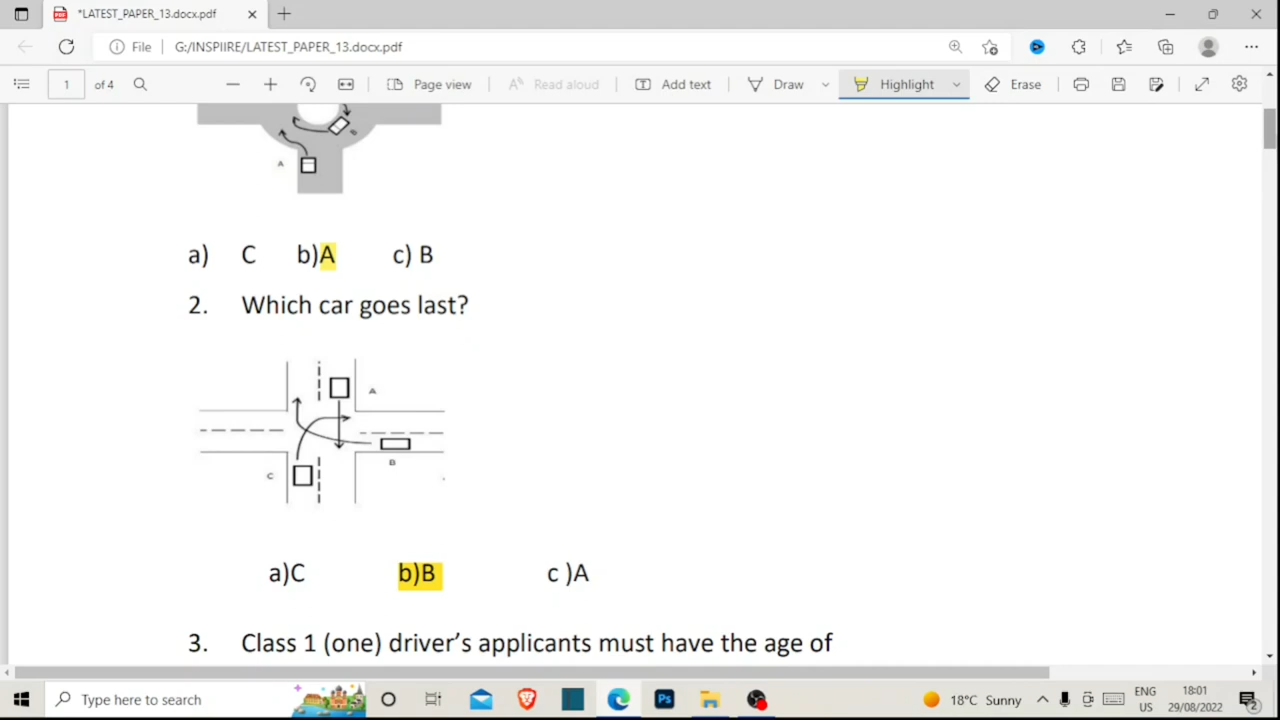 *LATEST_PAPER_13.docx.pdf
File G:/INSPIIRE/LATEST_PAPER_13.docx.pdf
1 of 4 Page view Read aloud Add text Draw Highlight Erase
B
A
a) C b)A c) B
2. Which car goes last?
A
B
C
a)C b)B c )A
3. Class 1 (one) driver's applicants must have the age of
Type here to search 18°C Sunny ENG US 18:01 29/08/2022 2